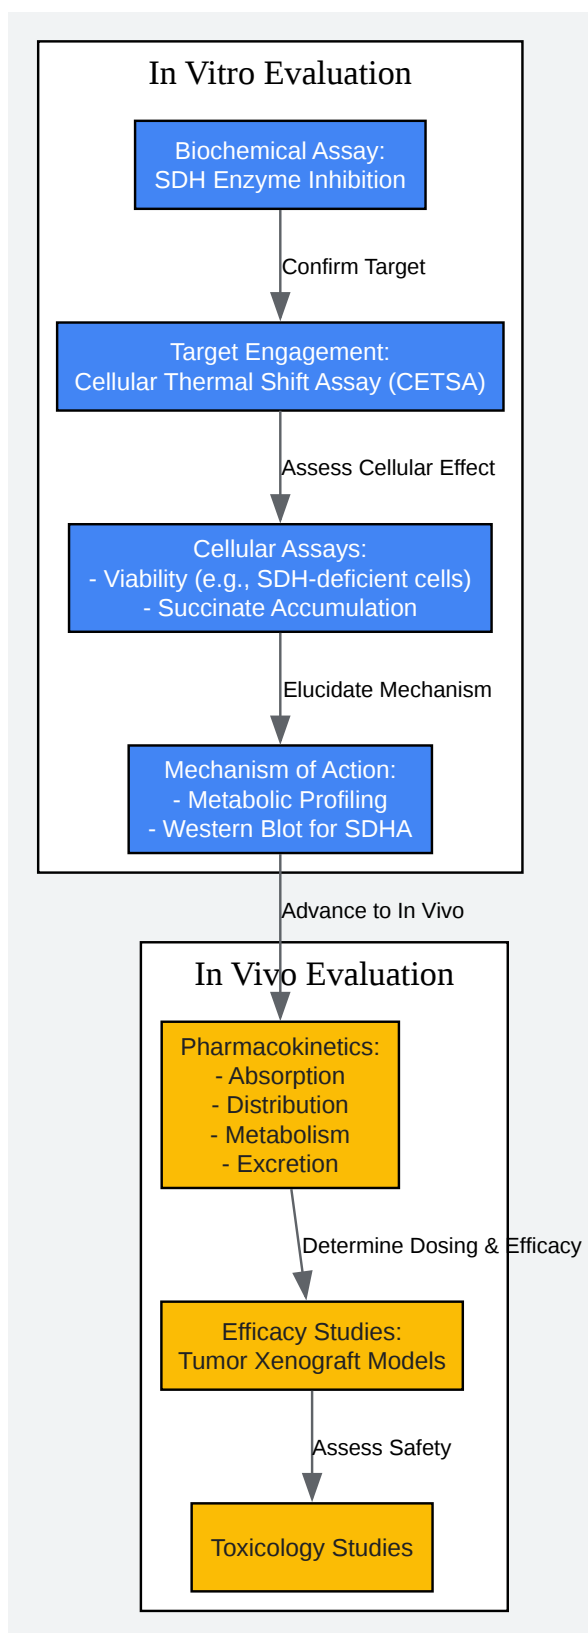 In Vitro Evaluation
Biochemical Assay:
SDH Enzyme Inhibition
Confirm Target
Target Engagement:
Cellular Thermal Shift Assay (CETSA)
Assess Cellular Effect
Cellular Assays:
- Viability (e.g., SDH-deficient cells)
- Succinate Accumulation
Elucidate Mechanism
Mechanism of Action:
- Metabolic Profiling
- Western Blot for SDHA
Advance to In Vivo
In Vivo Evaluation
Pharmacokinetics:
- Absorption
- Distribution
- Metabolism
- Excretion
Determine Dosing & Efficacy
Efficacy Studies:
Tumor Xenograft Models
Assess Safety
Toxicology Studies